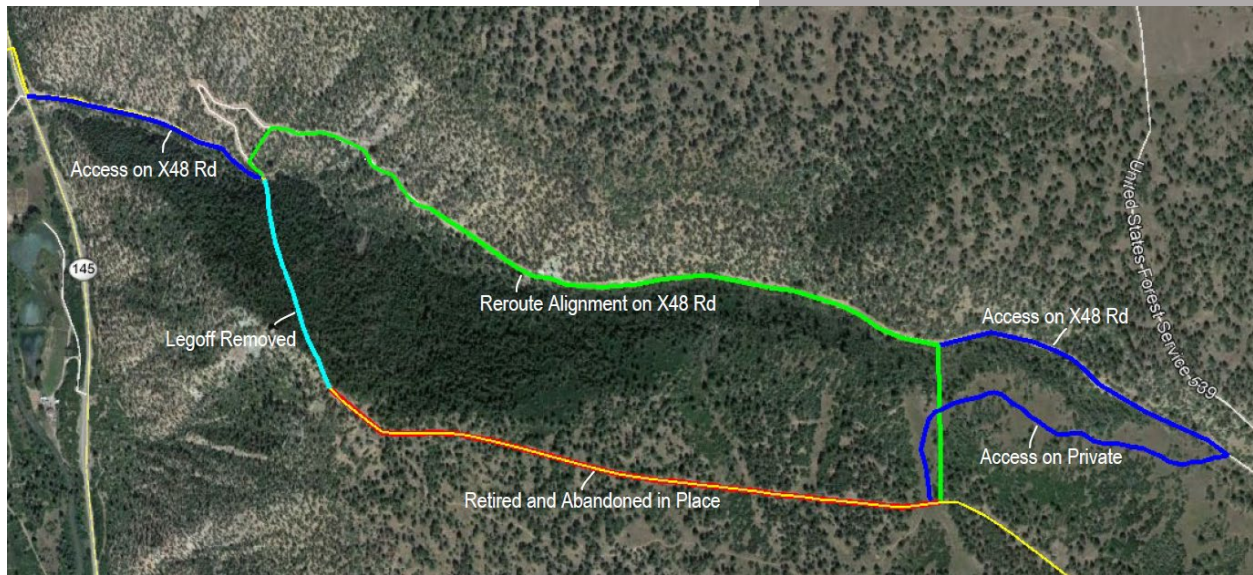 Access on X48 Rd
145
Legoff Removed
Reroute Alignment on X48 Rd
Access on X48 Rd
United States Forest Service 539
Access on Private
Retired and Abandoned in Place